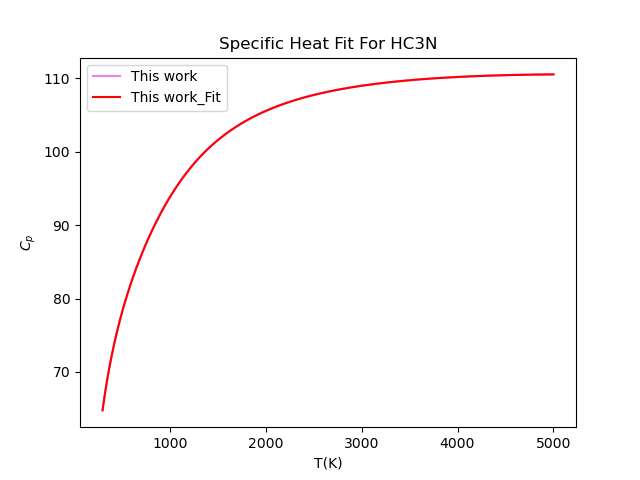 Specific Heat Fit For HC3N
This work
This work_Fit
110
100
90
80
70
C_p
1000 2000 3000 4000 5000
T(K)